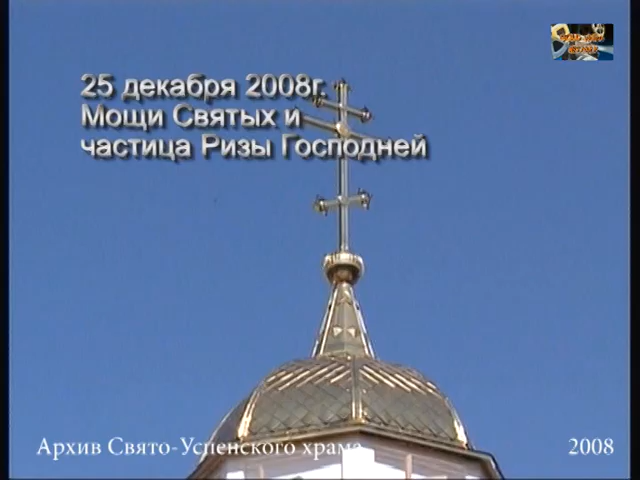 25 декабря 2008г.
Мощи Святых и
частица Ризы Господней
Архив Свято-Успенского храма
2008